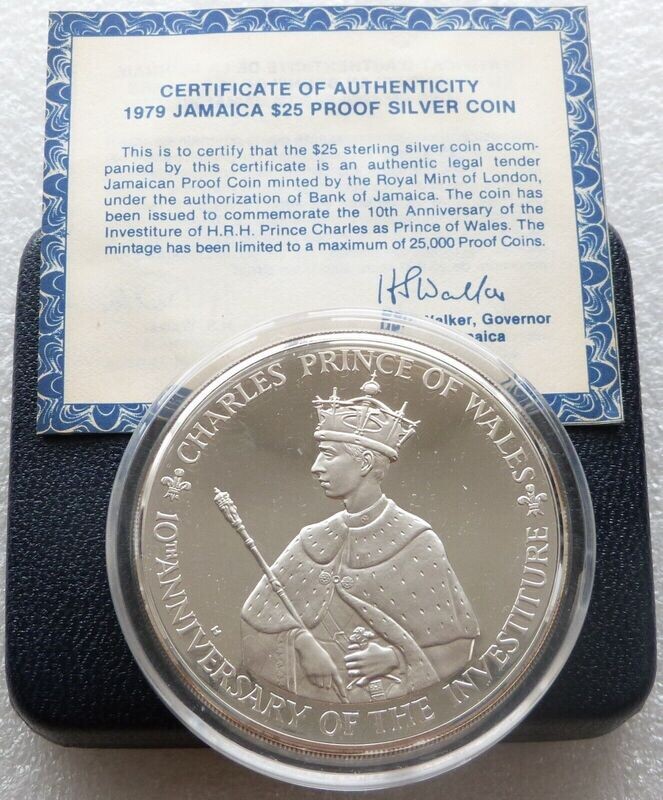 CERTIFICATE OF AUTHENTICITY
1979 JAMAICA $25 PROOF SILVER COIN
This is to certify that the $25 sterling silver coin accom-
panied by this certificate is an authentic legal tender
Jamaican Proof Coin minted by the Royal Mint of London,
under the authorization of Bank of Jamaica. The coin has
been issued to commemorate the 10th Anniversary of the
Investiture of H.R.H. Prince Charles as Prince of Wales. The
mintage has been limited to a maximum of 25,000 Proof Coins.
HSWalker
Walker, Governor
CHARLES PRINCE OF WALES
10TH ANNIVERSARY OF THE INVESTITURE